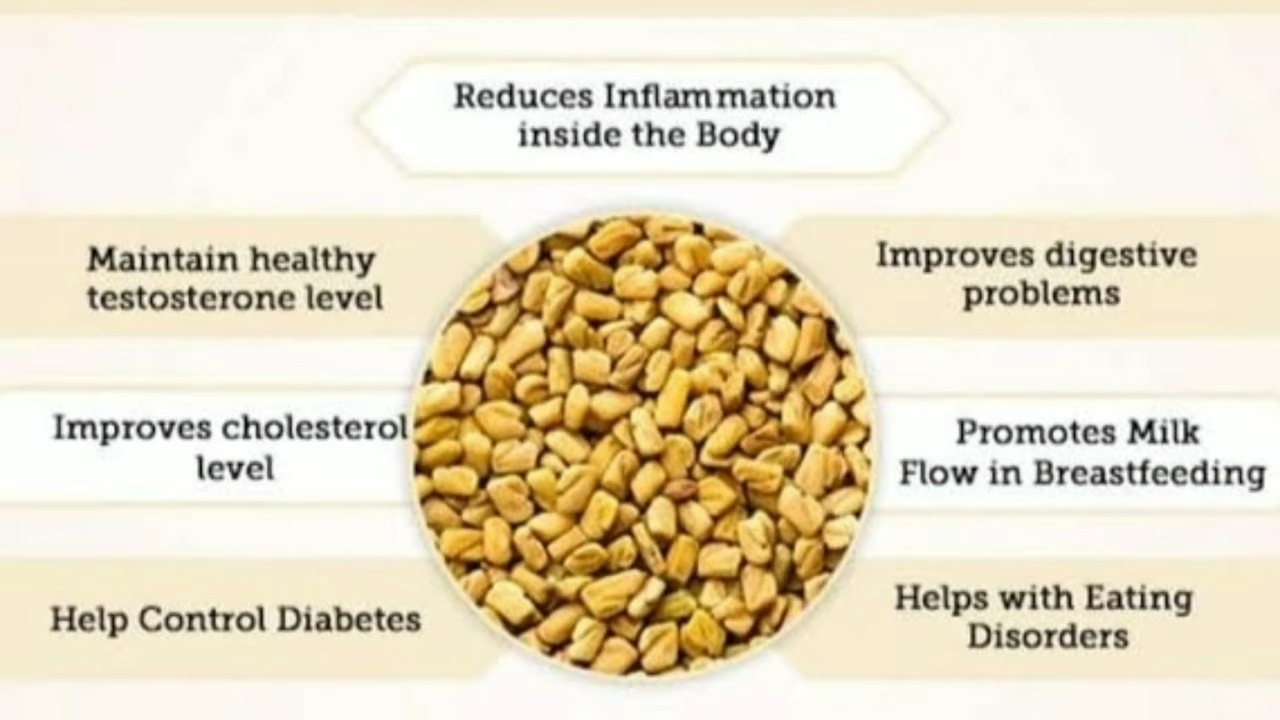 Reduces Inflammation
inside the Body
Maintain healthy
testosterone level
Improves digestive
problems
Improves cholesterol
level
Promotes Milk
Flow in Breastfeeding
Help Control Diabetes
Helps with Eating
Disorders